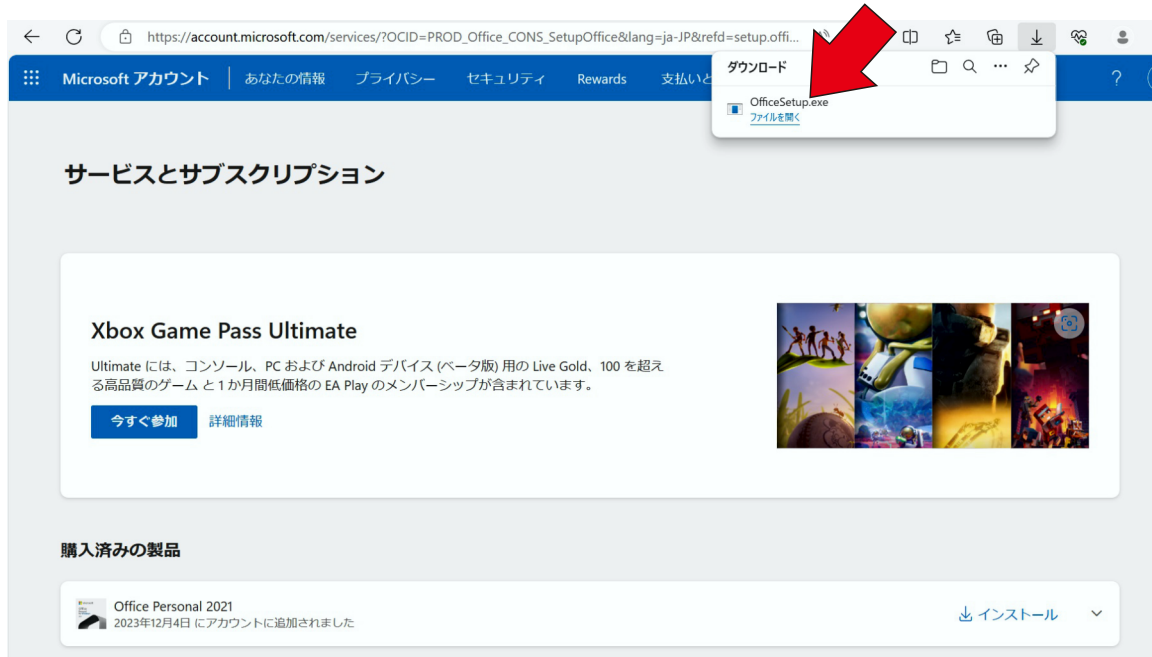 https://account.microsoft.com/services/?OCID=PROD_Office_CONS_SetupOffice&lang=ja-JP&refd=setup.offi...
Microsoft アカウント
あなたの情報
プライバシー
セキュリティ
Rewards
支払いと
?
ダウンロード
OfficeSetup.exe
ファイルを開く
サービスとサブスクリプション
Xbox Game Pass Ultimate
Ultimate には、コンソール、PC および Android デバイス (ベータ版) 用の Live Gold、100 を超え
る高品質のゲーム と 1 か月間低価格の EA Play のメンバーシップが含まれています。
今すぐ参加
詳細情報
購入済みの製品
Office Personal 2021
2023年12月4日 にアカウントに追加されました
インストール